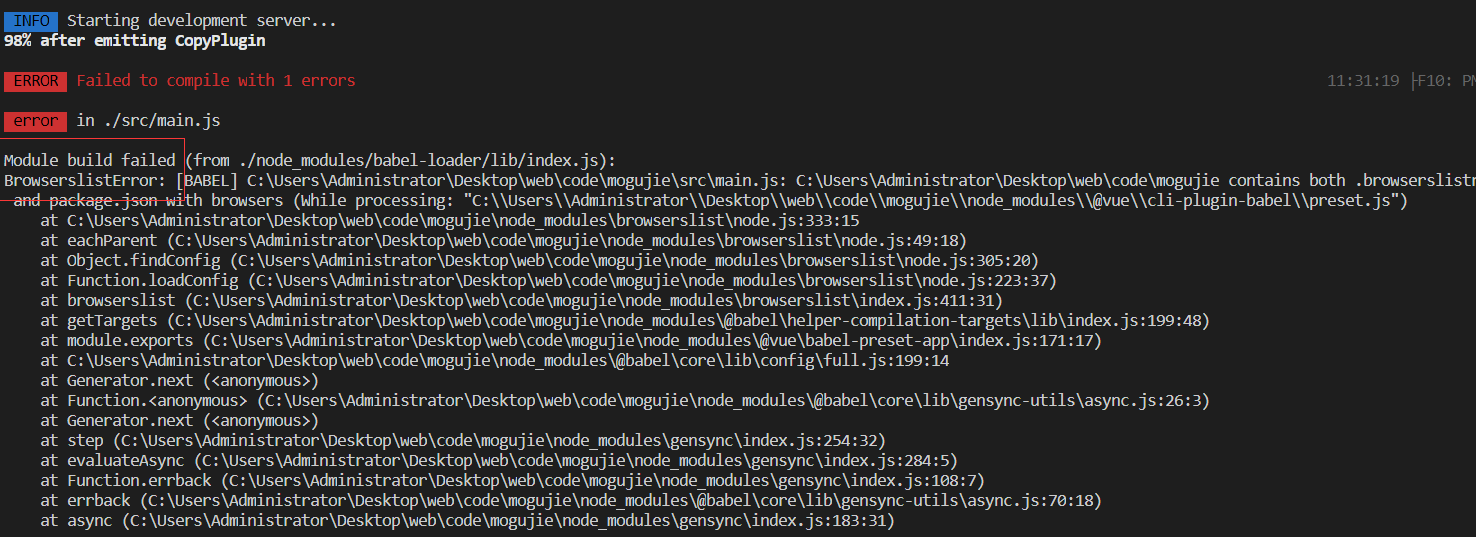 INFO Starting development server...
98% after emitting CopyPlugin
ERROR Failed to compile with 1 errors 11:31:19 ├F10: PM
error in ./src/main.js
Module build failed (from ./node_modules/babel-loader/lib/index.js):
BrowserslistError: [BABEL] C:\Users\Administrator\Desktop\web\code\mogujie\src\main.js: C:\Users\Administrator\Desktop\web\code\mogujie contains both .browserslistr
and package.json with browsers (While processing: "C:\\Users\\Administrator\\Desktop\\web\\code\\mogujie\\node_modules\\@vue\\cli-plugin-babel\\preset.js")
at C:\Users\Administrator\Desktop\web\code\mogujie\node_modules\browserslist\node.js:333:15
at eachParent (C:\Users\Administrator\Desktop\web\code\mogujie\node_modules\browserslist\node.js:49:18)
at Object.findConfig (C:\Users\Administrator\Desktop\web\code\mogujie\node_modules\browserslist\node.js:305:20)
at Function.loadConfig (C:\Users\Administrator\Desktop\web\code\mogujie\node_modules\browserslist\node.js:223:37)
at browserslist (C:\Users\Administrator\Desktop\web\code\mogujie\node_modules\browserslist\index.js:411:31)
at getTargets (C:\Users\Administrator\Desktop\web\code\mogujie\node_modules\@babel\helper-compilation-targets\lib\index.js:199:48)
at module.exports (C:\Users\Administrator\Desktop\web\code\mogujie\node_modules\@vue\babel-preset-app\index.js:171:17)
at C:\Users\Administrator\Desktop\web\code\mogujie\node_modules\@babel\core\lib\config\full.js:199:14
at Generator.next (<anonymous>)
at Function.<anonymous> (C:\Users\Administrator\Desktop\web\code\mogujie\node_modules\@babel\core\lib\gensync-utils\async.js:26:3)
at Generator.next (<anonymous>)
at step (C:\Users\Administrator\Desktop\web\code\mogujie\node_modules\gensync\index.js:254:32)
at evaluateAsync (C:\Users\Administrator\Desktop\web\code\mogujie\node_modules\gensync\index.js:284:5)
at Function.errback (C:\Users\Administrator\Desktop\web\code\mogujie\node_modules\gensync\index.js:108:7)
at errback (C:\Users\Administrator\Desktop\web\code\mogujie\node_modules\@babel\core\lib\gensync-utils\async.js:70:18)
at async (C:\Users\Administrator\Desktop\web\code\mogujie\node_modules\gensync\index.js:183:31)